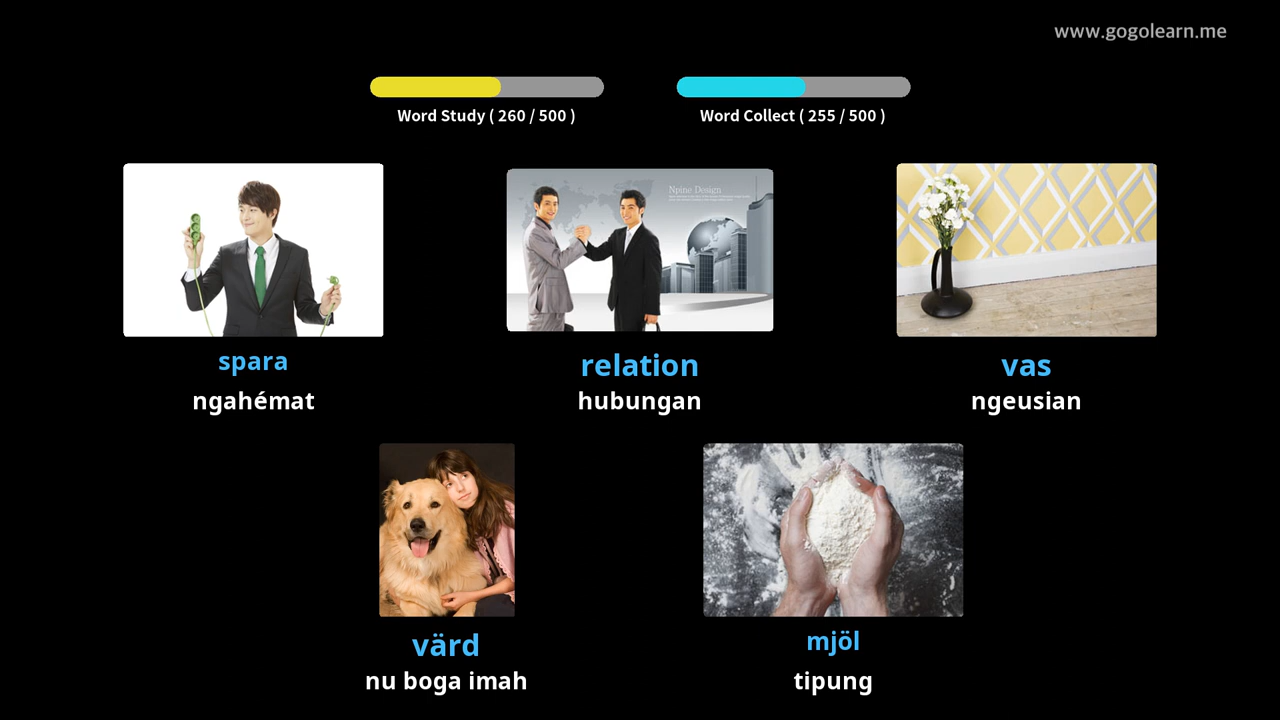 www.gogolearn.me
Word Study ( 260 / 500 )
Word Collect ( 255 / 500 )
Npine Design
spara
ngahémat
relation
hubungan
vas
ngeusian
värd
nu boga imah
mjöl
tipung